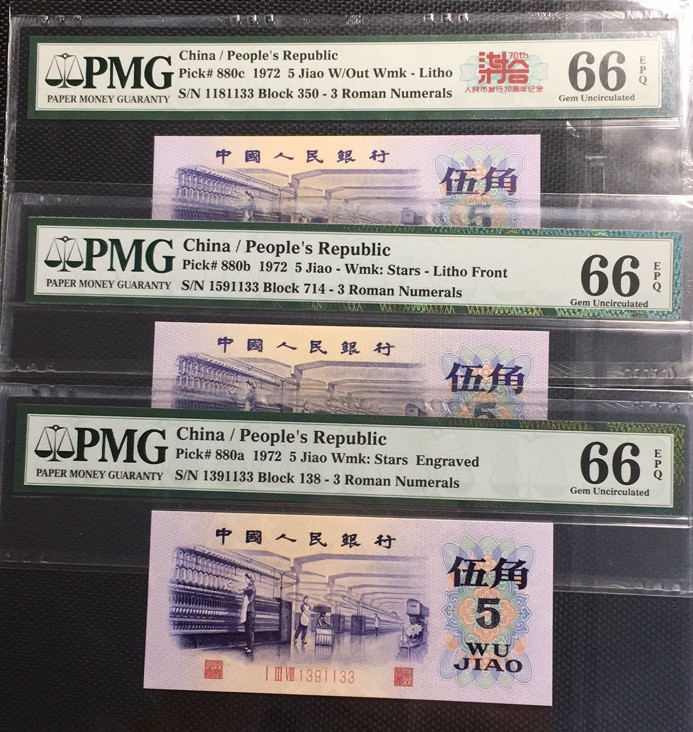 PMG
PAPER MONEY GUARANTY
China / People's Republic
Pick# 880c 1972 5 Jiao W/Out Wmk - Litho
S/N 1181133 Block 350 - 3 Roman Numerals
70th
人民币发行70周年纪念
66
EPQ
Gem Uncirculated
中國人民銀行
伍角
5
PMG
PAPER MONEY GUARANTY
China / People's Republic
Pick# 880b 1972 5 Jiao - Wmk: Stars - Litho Front
S/N 1591133 Block 714 - 3 Roman Numerals
66
EPQ
Gem Uncirculated
中國人民銀行
伍角
5
PMG
PAPER MONEY GUARANTY
China / People's Republic
Pick# 880a 1972 5 Jiao Wmk: Stars Engraved
S/N 1391133 Block 138 - 3 Roman Numerals
66
EPQ
Gem Uncirculated
中國人民銀行
伍角
5
WU
JIAO
I III VIII 1391133